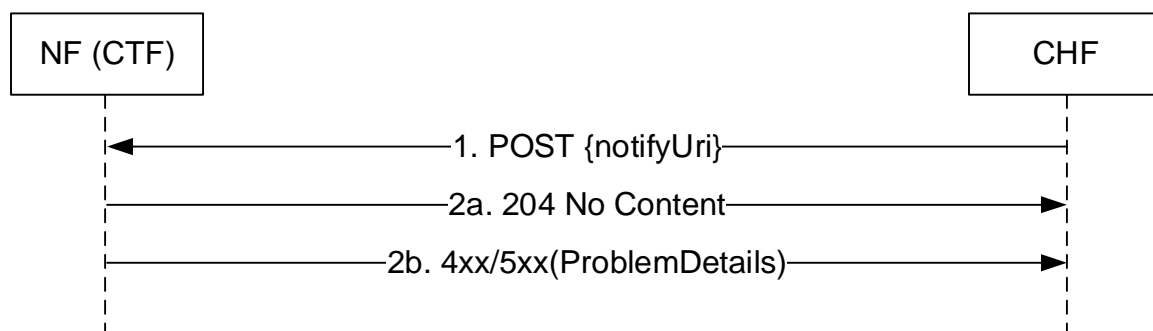 NF (CTF)
CHF
1. POST {notifyUri}
2a. 204 No Content
2b. 4xx/5xx(ProblemDetails)